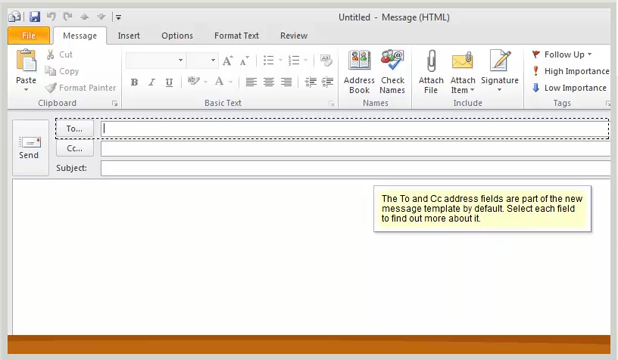 Untitled - Message (HTML)
File Message Insert Options Format Text Review
Cut
Copy
Format Painter
Paste
Clipboard
B I U
Basic Text
Address Book
Check Names
Names
Attach File
Attach Item
Signature
Include
Follow Up
High Importance
Low Importance
Tags
Send
To...
Cc...
Subject:
The To and Cc address fields are part of the new
message template by default. Select each field
to find out more about it.